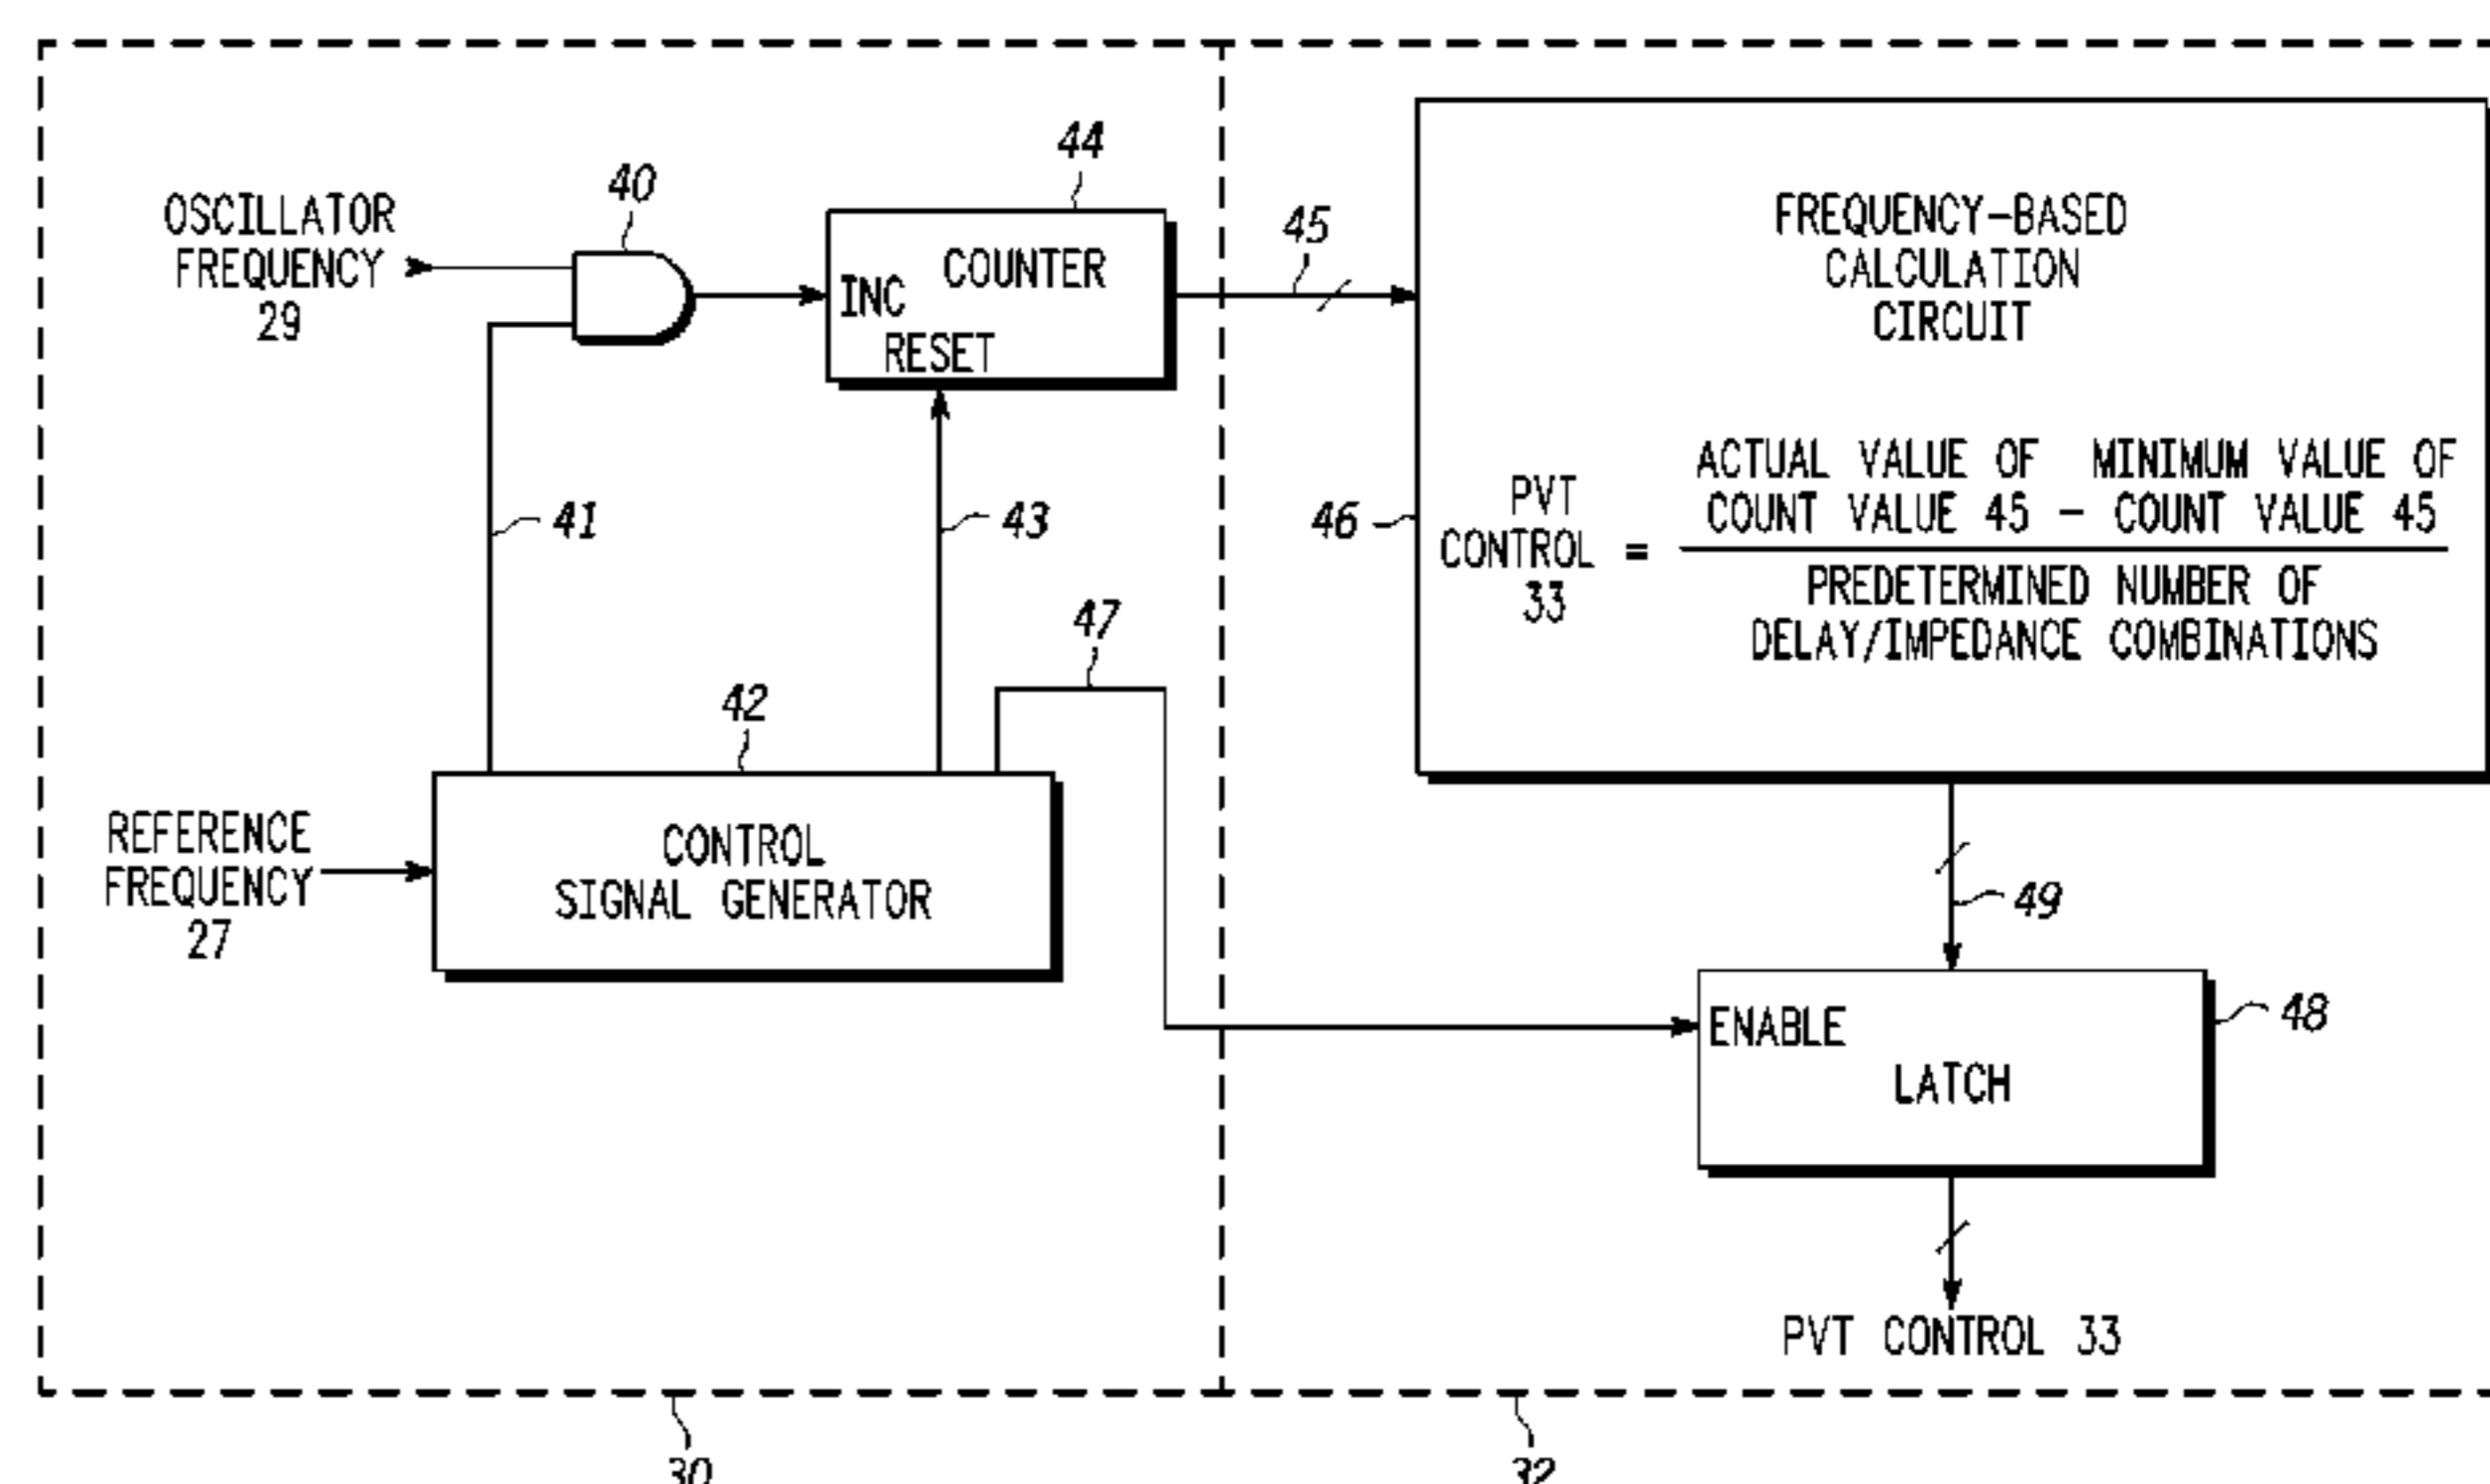 OSCILLATOR
FREQUENCY
29
40
44
COUNTER
INC
RESET
45
41
43
47
42
REFERENCE
FREQUENCY
27
CONTROL
SIGNAL GENERATOR
30
FREQUENCY-BASED
CALCULATION
CIRCUIT
46
PVT
CONTROL =
33
ACTUAL VALUE OF MINIMUM VALUE OF
COUNT VALUE 45 - COUNT VALUE 45
PREDETERMINED NUMBER OF
DELAY/IMPEDANCE COMBINATIONS
49
ENABLE
LATCH
48
PVT CONTROL 33
32